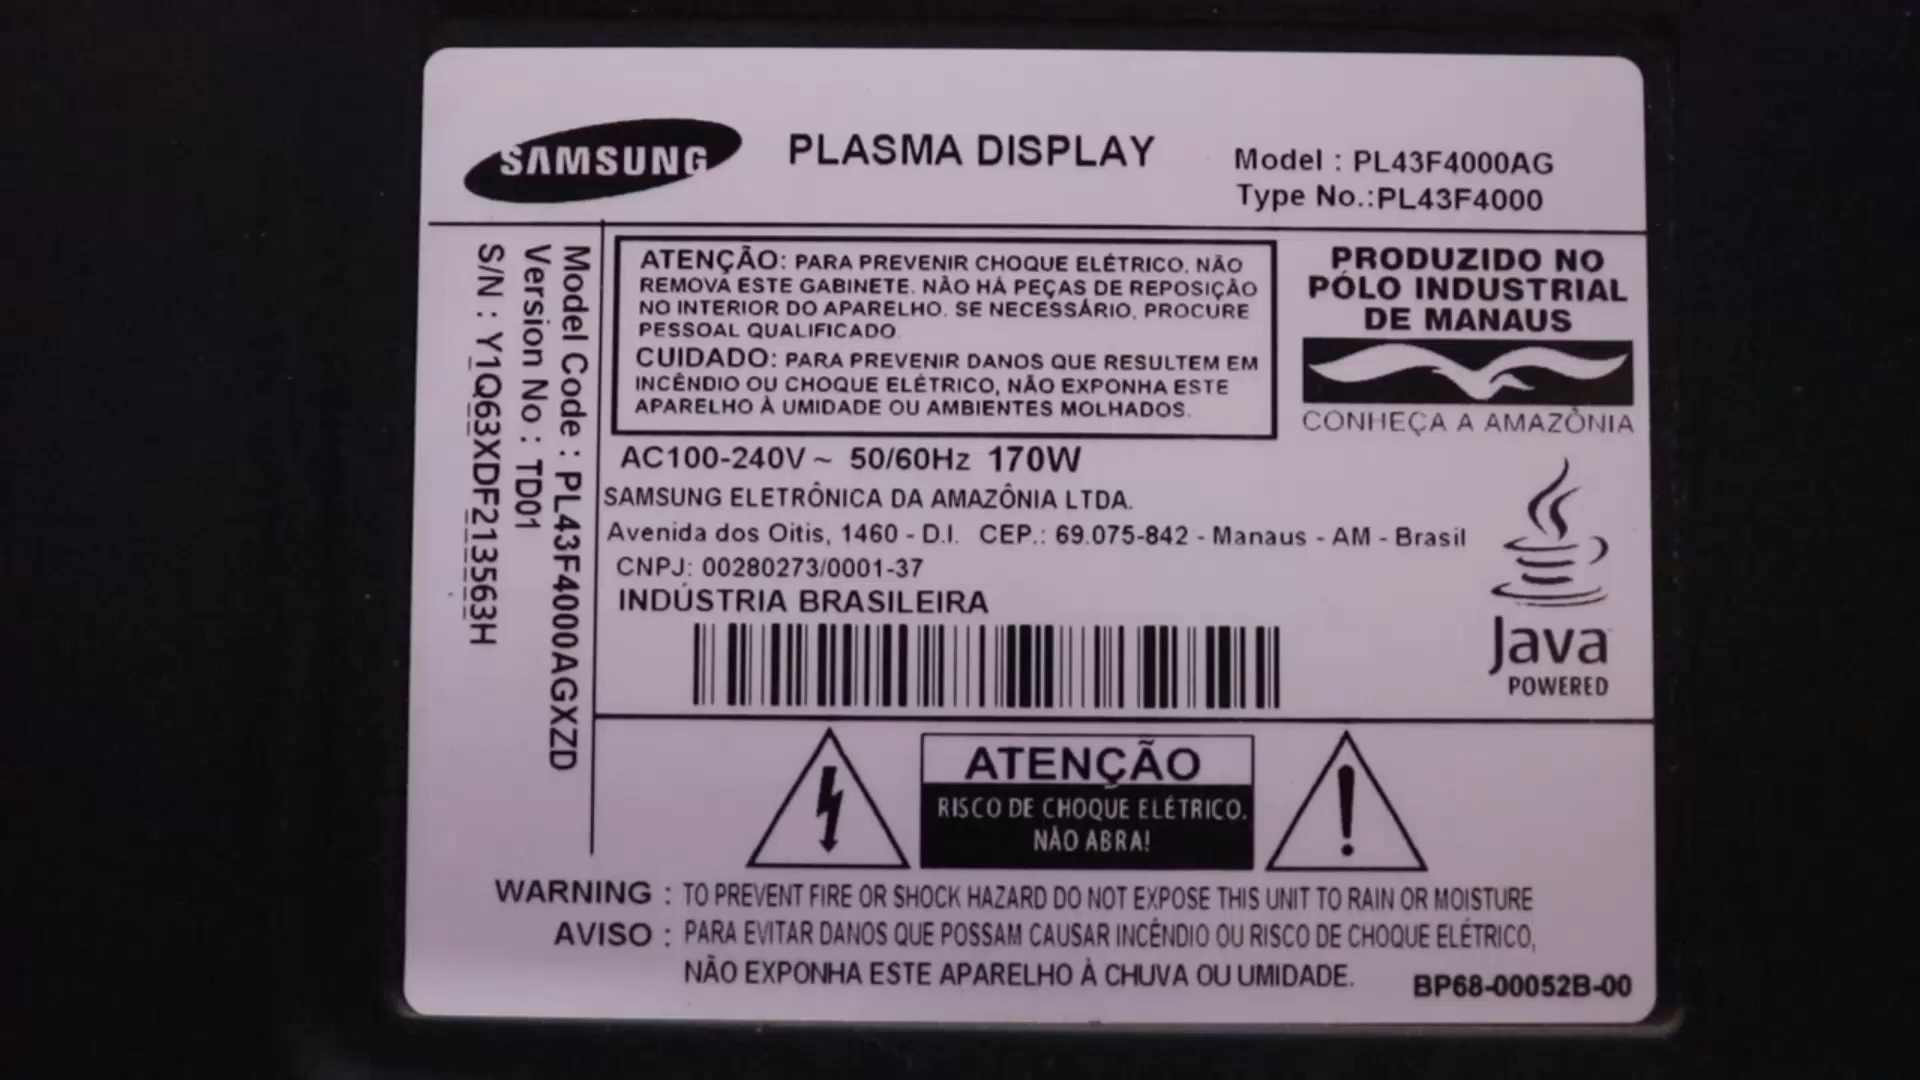 SAMSUNG
PLASMA DISPLAY
Model : PL43F4000AG
Type No.:PL43F4000
Model Code : PL43F4000AGXZD
Version No : TD01
S/N : Y1Q63XDF213563H
ATENÇÃO: PARA PREVENIR CHOQUE ELÉTRICO, NÃO
REMOVA ESTE GABINETE. NÃO HÁ PEÇAS DE REPOSIÇÃO
NO INTERIOR DO APARELHO. SE NECESSÁRIO, PROCURE
PESSOAL QUALIFICADO.
CUIDADO: PARA PREVENIR DANOS QUE RESULTEM EM
INCÊNDIO OU CHOQUE ELÉTRICO, NÃO EXPONHA ESTE
APARELHO À UMIDADE OU AMBIENTES MOLHADOS.
PRODUZIDO NO
PÓLO INDUSTRIAL
DE MANAUS
CONHEÇA A AMAZÔNIA
AC100-240V~ 50/60Hz 170W
SAMSUNG ELETRÔNICA DA AMAZÔNIA LTDA.
Avenida dos Oitis, 1460 - D.I. CEP.: 69.075-842 - Manaus - AM - Brasil
CNPJ: 00280273/0001-37
INDÚSTRIA BRASILEIRA
Java
POWERED
ATENÇÃO
RISCO DE CHOQUE ELÉTRICO.
NÃO ABRA!
WARNING : TO PREVENT FIRE OR SHOCK HAZARD DO NOT EXPOSE THIS UNIT TO RAIN OR MOISTURE
AVISO : PARA EVITAR DANOS QUE POSSAM CAUSAR INCÊNDIO OU RISCO DE CHOQUE ELÉTRICO,
NÃO EXPONHA ESTE APARELHO À CHUVA OU UMIDADE.
BP68-00052B-00